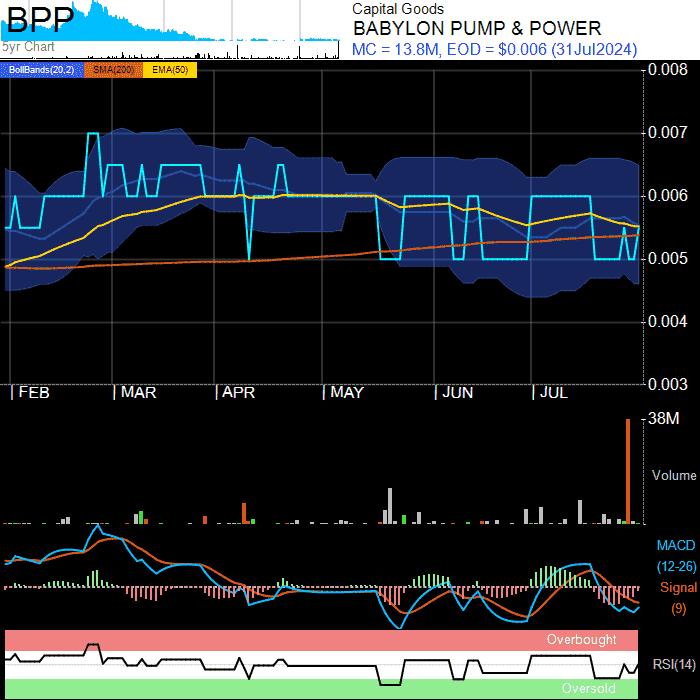 BPP
5yr Chart
Capital Goods
BABYLON PUMP & POWER
MC = 13.8M, EOD = $0.006 (31Jul2024)
BollBands(20,2) SMA(200) EMA(50)
0.008
0.007
0.006
0.005
0.004
0.003
FEB MAR APR MAY JUN JUL
38M
Volume
MACD
(12-26)
Signal
(9)
Overbought
RSI(14)
Oversold